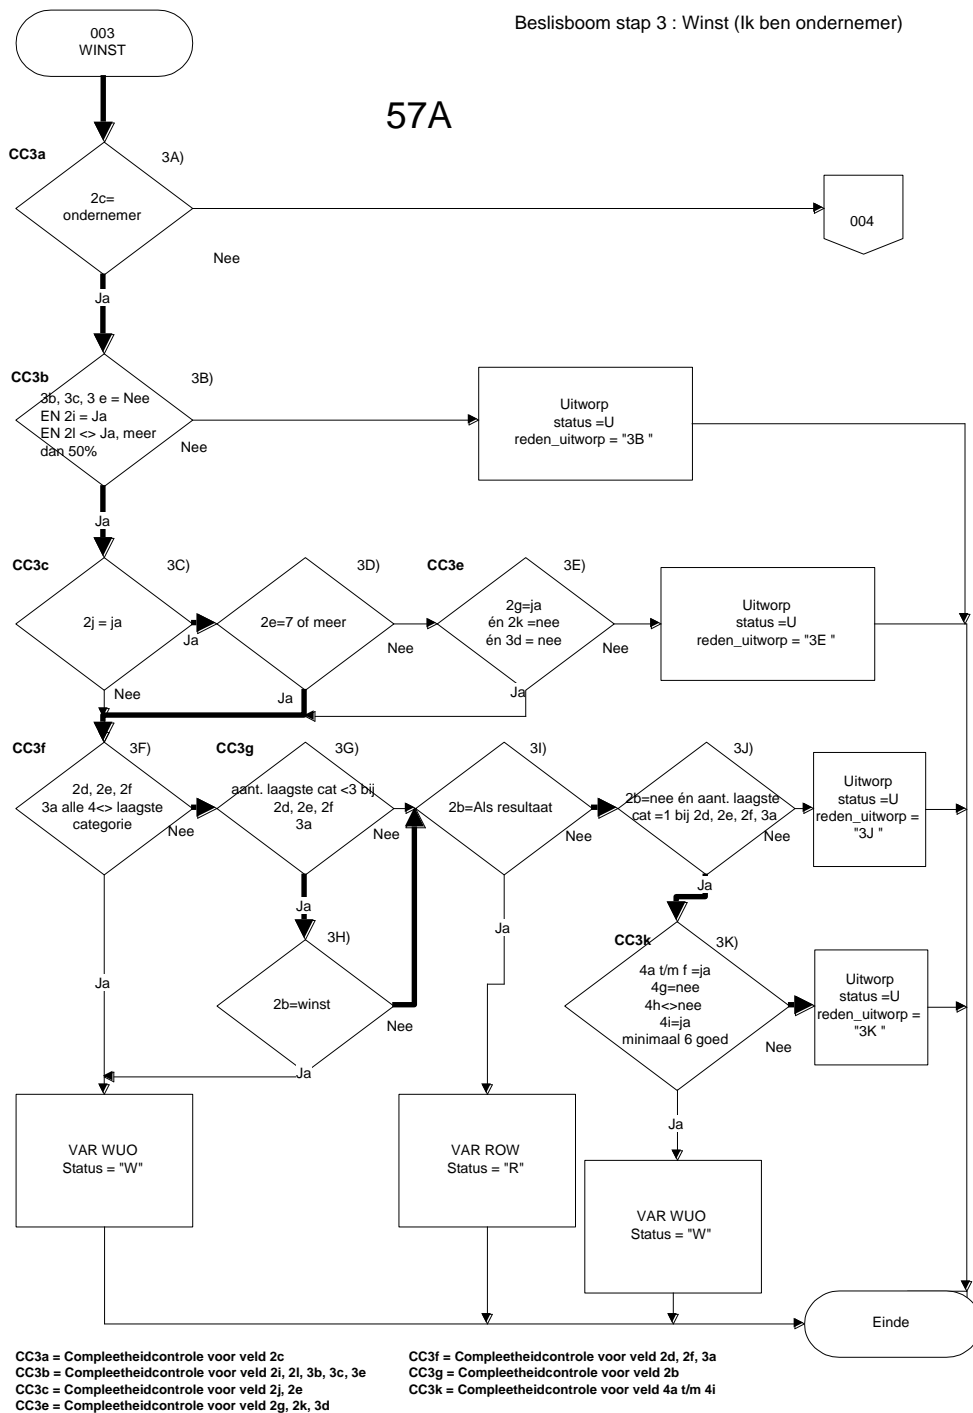 Beslisboom stap 3 : Winst (Ik ben ondernemer)
003
WINST
57A
CC3a
3A)
2c=
ondernemer
004
Nee
Ja
CC3b
3B)
3b, 3c, 3 e = Nee
EN 2i = Ja
EN 2l <> Ja, meer
dan 50%
Nee
Uitworp
status =U
reden_uitworp = "3B "
Ja
CC3c
3C)
2j = ja
Ja
Nee
3D)
2e=7 of meer
Nee
Ja
CC3e
3E)
2g=ja
én 2k =nee
én 3d = nee
Nee
Ja
Uitworp
status =U
reden_uitworp = "3E "
CC3f
3F)
2d, 2e, 2f
3a alle 4<> laagste
categorie
Nee
Ja
CC3g
3G)
aant. laagste cat <3 bij
2d, 2e, 2f
3a
Nee
Ja
3I)
2b=Als resultaat
Nee
Ja
3J)
2b=nee én aant. laagste
cat =1 bij 2d, 2e, 2f, 3a
Nee
Ja
Uitworp
status =U
reden_uitworp =
"3J "
3H)
2b=winst
Nee
Ja
CC3k
3K)
4a t/m f =ja
4g=nee
4h<>nee
4i=ja
minimaal 6 goed
Nee
Ja
Uitworp
status =U
reden_uitworp =
"3K "
VAR WUO
Status = "W"
VAR ROW
Status = "R"
VAR WUO
Status = "W"
Einde
CC3a = Compleetheidcontrole voor veld 2c
CC3b = Compleetheidcontrole voor veld 2i, 2l, 3b, 3c, 3e
CC3c = Compleetheidcontrole voor veld 2j, 2e
CC3e = Compleetheidcontrole voor veld 2g, 2k, 3d
CC3f = Compleetheidcontrole voor veld 2d, 2f, 3a
CC3g = Compleetheidcontrole voor veld 2b
CC3k = Compleetheidcontrole voor veld 4a t/m 4i